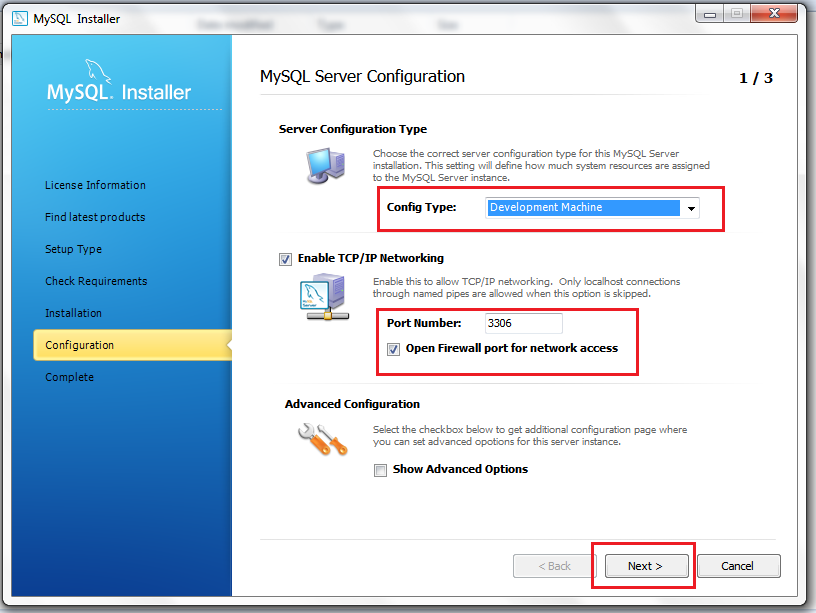 MySQL Installer
Date modified Type Size
MySQL Installer
License Information
Find latest products
Setup Type
Check Requirements
Installation
Configuration
Complete
MySQL Server Configuration
1 / 3
Server Configuration Type
Choose the correct server configuration type for this MySQL Server
installation. This setting will define how much system resources are assigned
to the MySQL Server instance.
Config Type: Development Machine
Enable TCP/IP Networking
Enable this to allow TCP/IP networking. Only localhost connections
through named pipes are allowed when this option is skipped.
Port Number: 3306
Open Firewall port for network access
Advanced Configuration
Select the checkbox below to get additional configuration page where
you can set advanced options for this server instance.
Show Advanced Options
< Back Next > Cancel